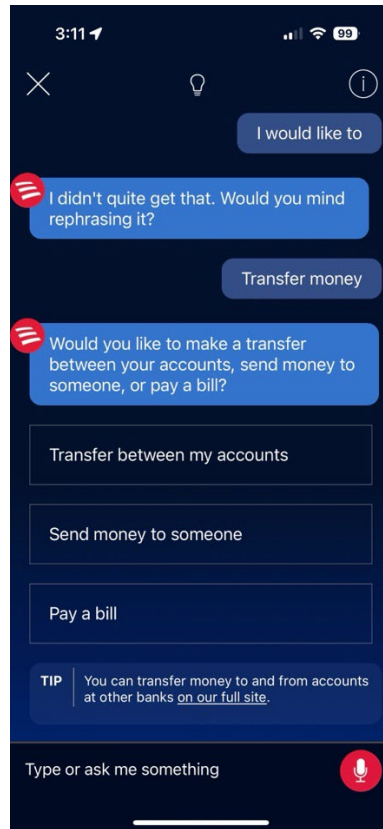 3:11
99
I would like to
I didn't quite get that. Would you mind
rephrasing it?
Transfer money
Would you like to make a transfer
between your accounts, send money to
someone, or pay a bill?
Transfer between my accounts
Send money to someone
Pay a bill
TIP
You can transfer money to and from accounts
at other banks on our full site.
Type or ask me something